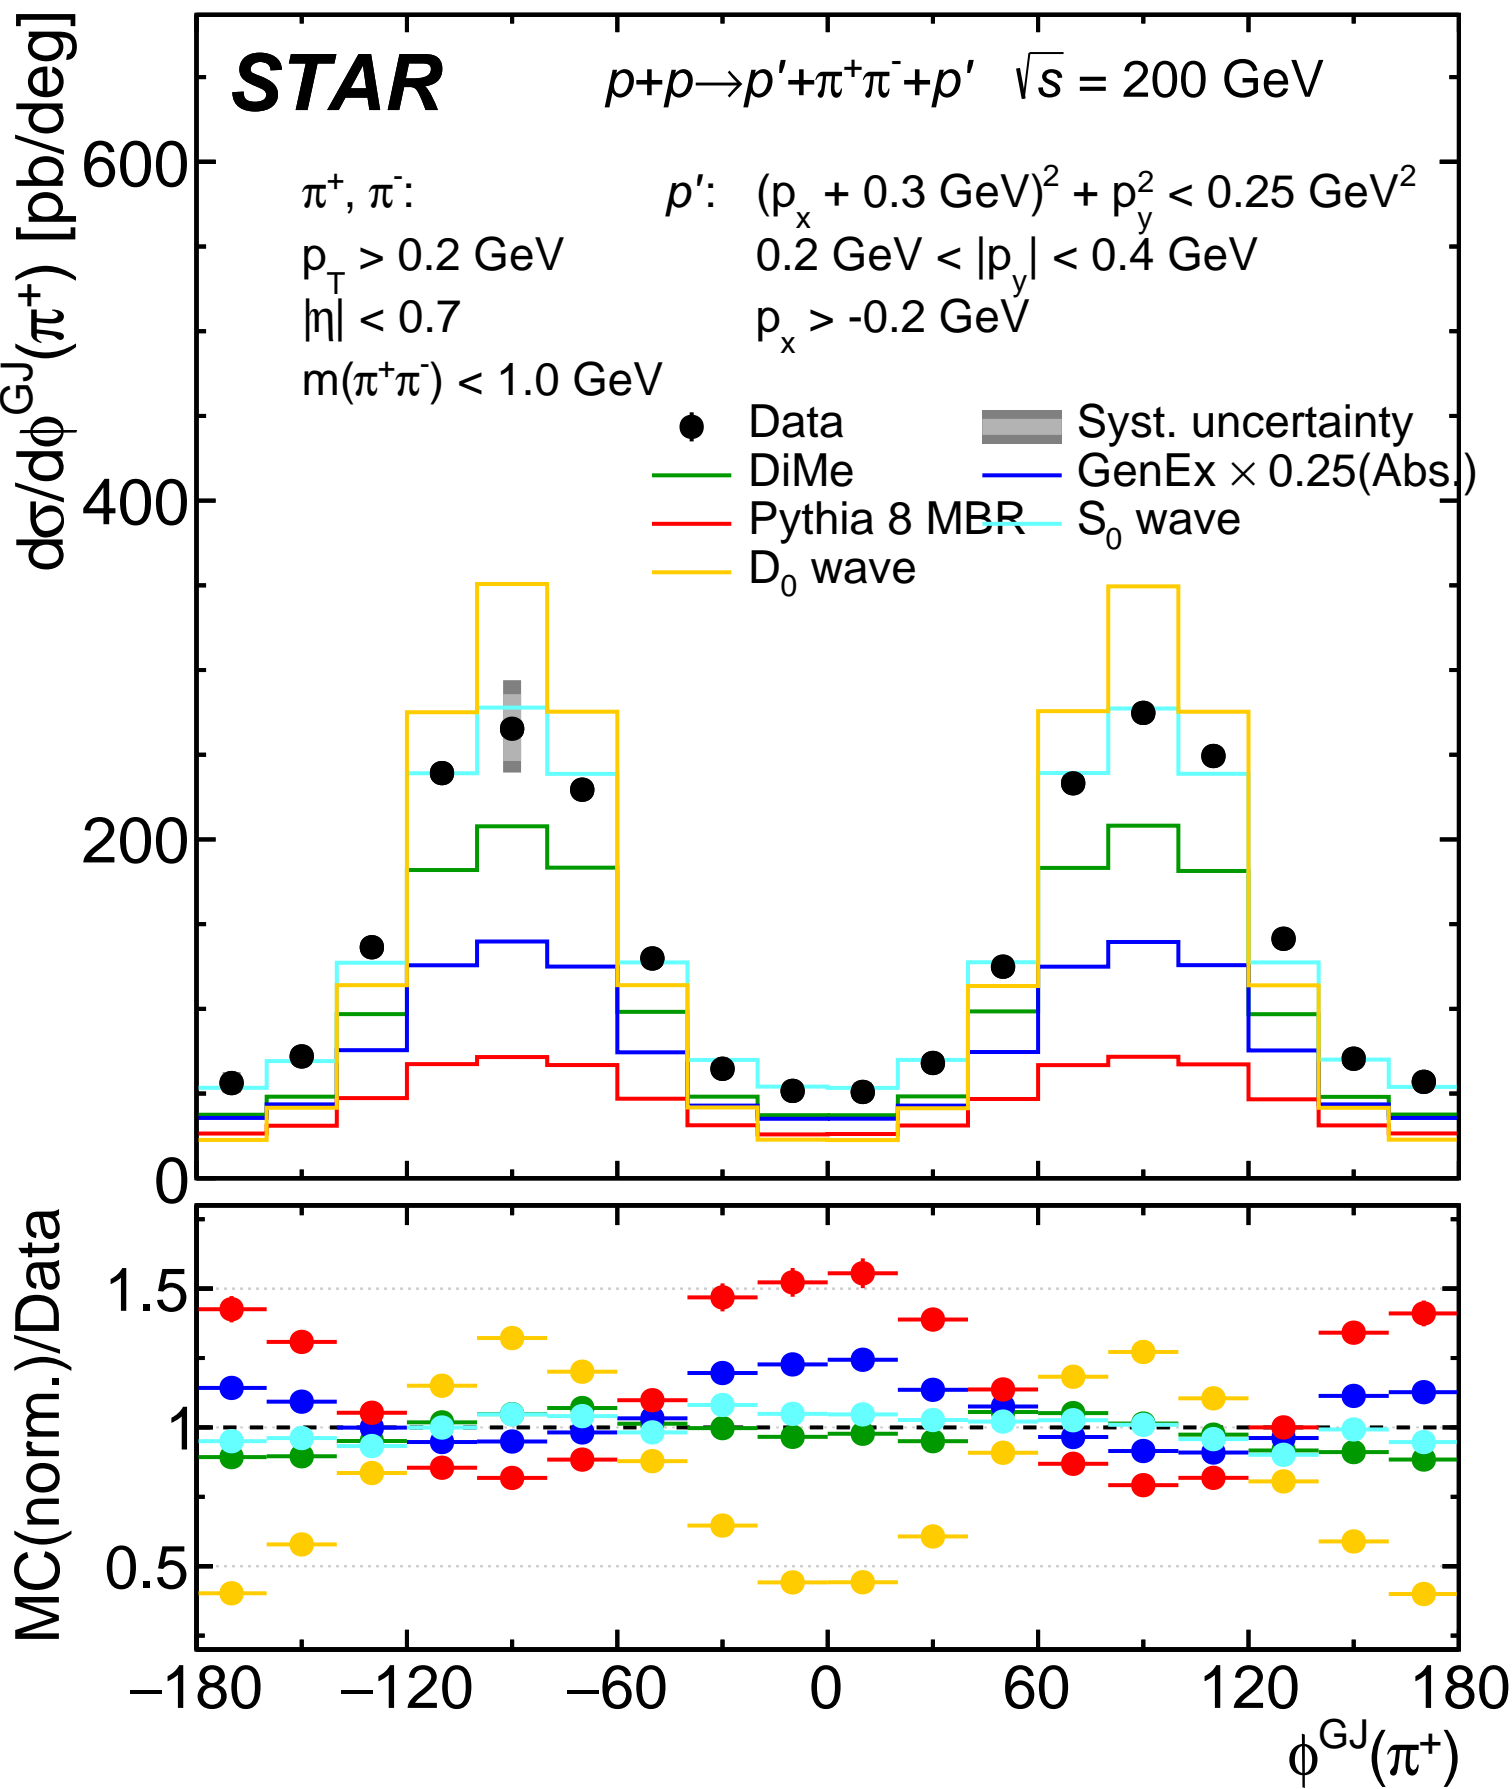 STAR p+p→p′+π⁺π⁻+p′ √s = 200 GeV
π⁺, π⁻: p′: (pₓ + 0.3 GeV)² + p_y² < 0.25 GeV²
p_T > 0.2 GeV 0.2 GeV < |p_y| < 0.4 GeV
|η| < 0.7 pₓ > -0.2 GeV
m(π⁺π⁻) < 1.0 GeV
Data Syst. uncertainty
DiMe GenEx × 0.25(Abs.)
Pythia 8 MBR S₀ wave
D₀ wave
dσ/dϕ^GJ(π⁺) [pb/deg]
600
400
200
0
MC(norm.)/Data
1.5
1
0.5
−180 −120 −60 0 60 120 180
ϕ^GJ(π⁺)